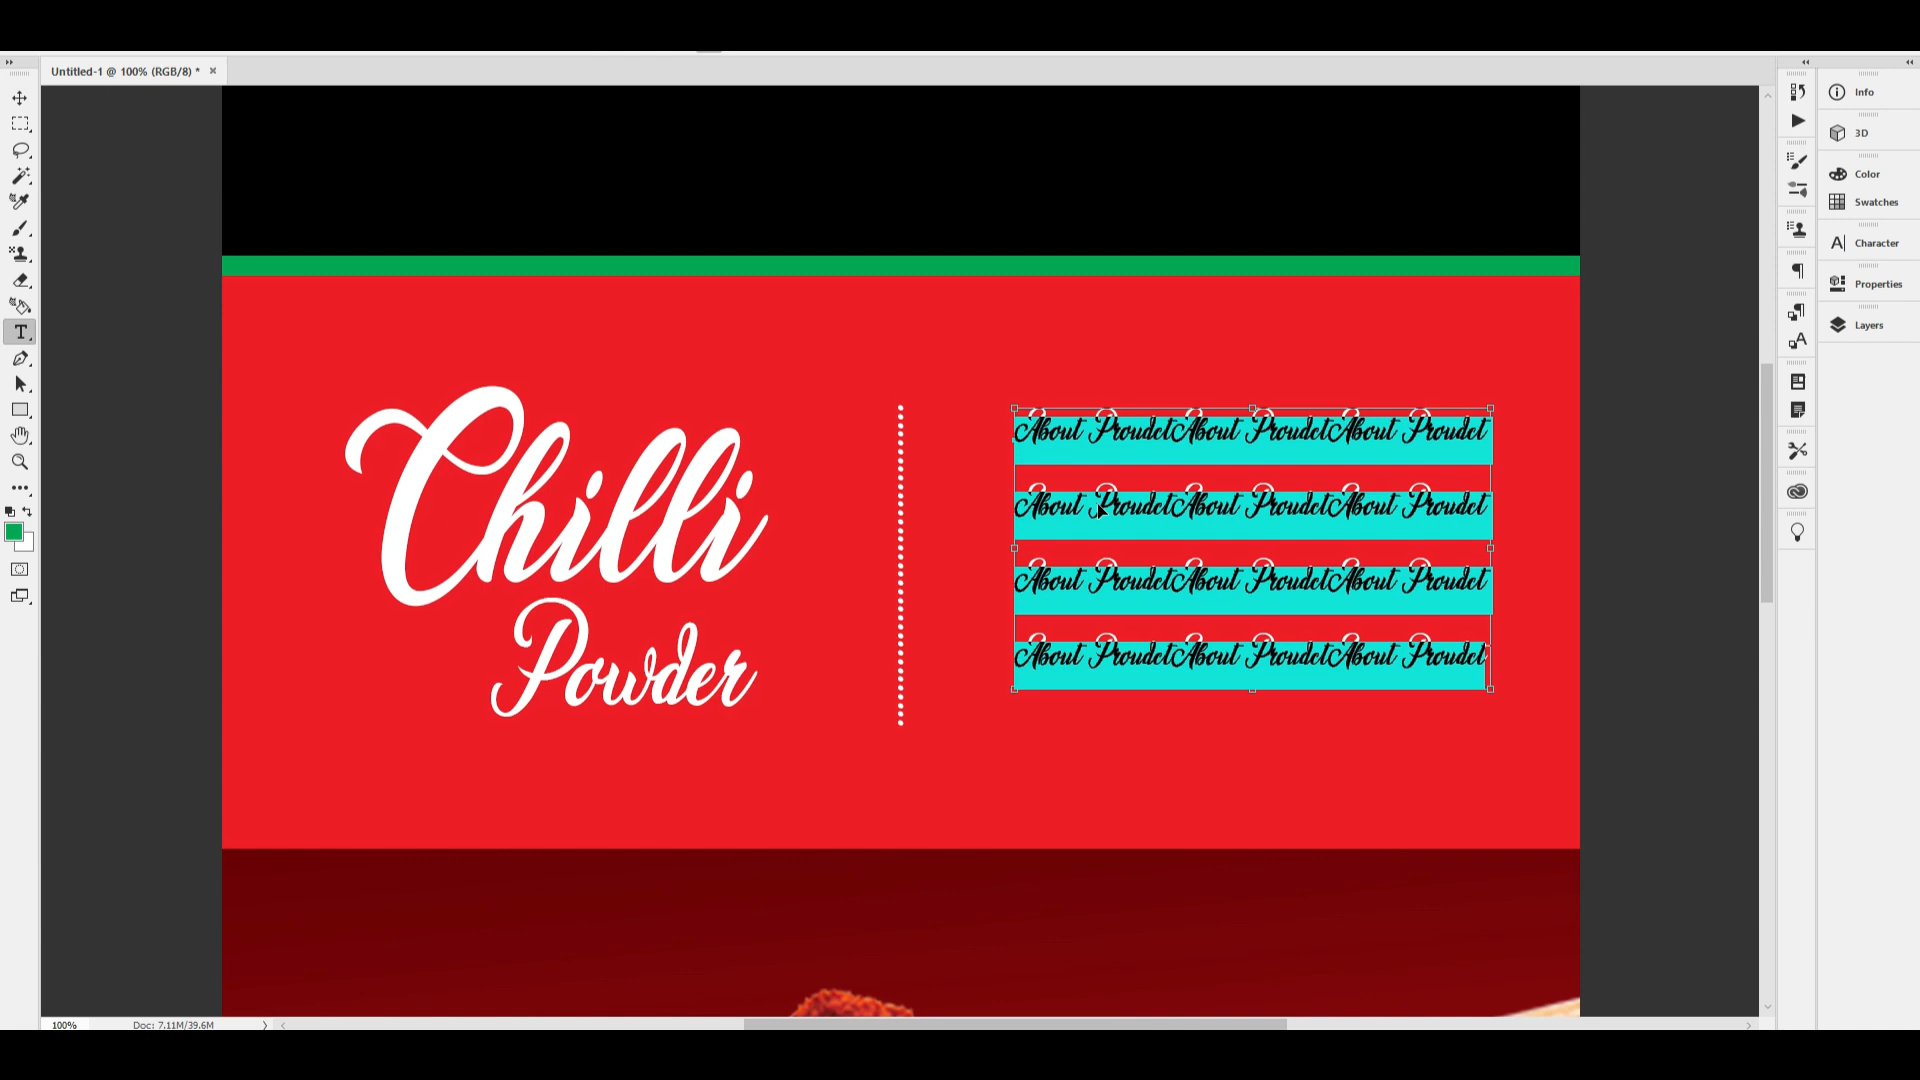 Untitled-1 @ 100% (RGB/8) *
Info
3D
Color
Swatches
Character
Properties
Layers
Chilli
Powder
About ProudctAbout ProudctAbout Proudct
About ProudctAbout ProudctAbout Proudct
About ProudctAbout ProudctAbout Proudct
About ProudctAbout ProudctAbout Proudct
100%
Doc: 7.11M/39.6M